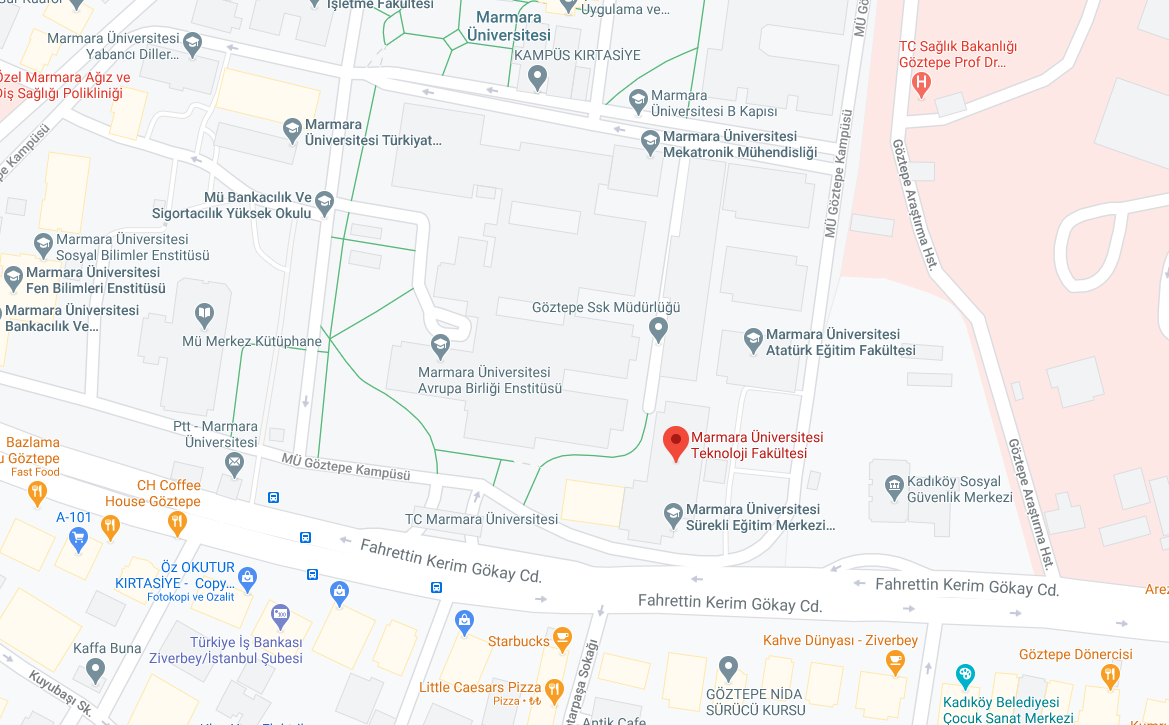 İşletme Fakültesi
Marmara
Üniversitesi
Uygulama ve...
MÜ Göztepe Kampüsü
Marmara Üniversitesi
Yabancı Diller...
KAMPÜS KIRTASİYE
TC Sağlık Bakanlığı
Göztepe Prof Dr...
Özel Marmara Ağız ve
Diş Sağlığı Polikliniği
Marmara
Üniversitesi B Kapısı
Marmara
Üniversitesi Türkiyat...
Marmara Üniversitesi
Mekatronik Mühendisliği
Kampüsü
MÜ Göztepe Kampüsü
Göztepe Araştırma Hst.
Mü Bankacılık Ve
Sigortacılık Yüksek Okulu
Marmara Üniversitesi
Sosyal Bilimler Enstitüsü
Marmara Üniversitesi
Fen Bilimleri Enstitüsü
Marmara Üniversitesi
Bankacılık Ve...
Göztepe Ssk Müdürlüğü
Mü Merkez Kütüphane
Marmara Üniversitesi
Atatürk Eğitim Fakültesi
Marmara Üniversitesi
Avrupa Birliği Enstitüsü
Ptt - Marmara
Üniversitesi
Marmara Üniversitesi
Teknoloji Fakültesi
Bazlama
Göztepe
Fast Food
MÜ Göztepe Kampüsü
Göztepe Araştırma Hst.
CH Coffee
House Göztepe
Kadıköy Sosyal
Güvenlik Merkezi
A-101
TC Marmara Üniversitesi
Marmara Üniversitesi
Sürekli Eğitim Merkezi...
Fahrettin Kerim Gökay Cd.
Öz OKUTUR
KIRTASİYE - Copy...
Fotokopi ve Ozalit
Fahrettin Kerim Gökay Cd.
Fahrettin Kerim Gökay Cd.
Türkiye İş Bankası
Ziverbey/İstanbul Şubesi
Starbucks
Kahve Dünyası - Ziverbey
Kaffa Buna
Göztepe Dönercisi
Kuyubaşı Sk.
Little Caesars Pizza
Pizza • ₺₺
GÖZTEPE NİDA
SÜRÜCÜ KURSU
Kadıköy Belediyesi
Çocuk Sanat Merkezi
Sokağı
Antik Cafe